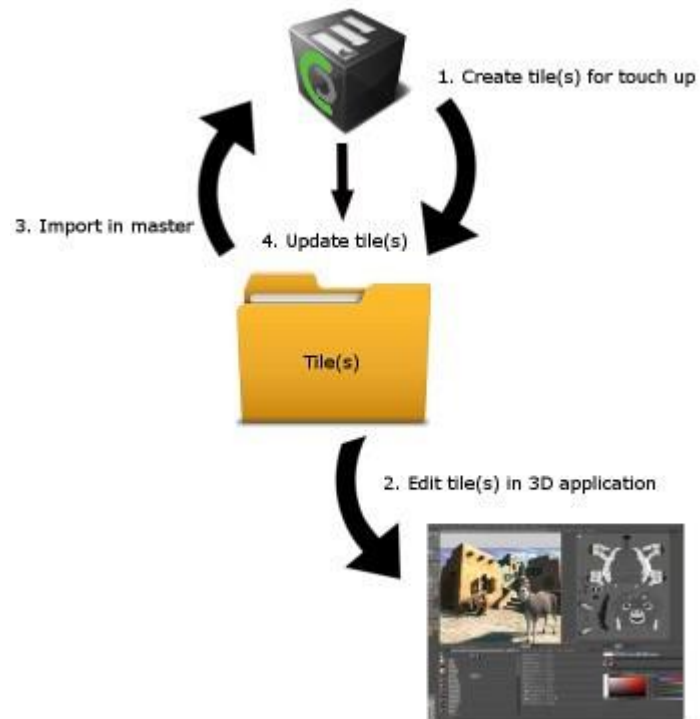 1. Create tile(s) for touch up
3. Import in master
4. Update tile(s)
Tile(s)
2. Edit tile(s) in 3D application